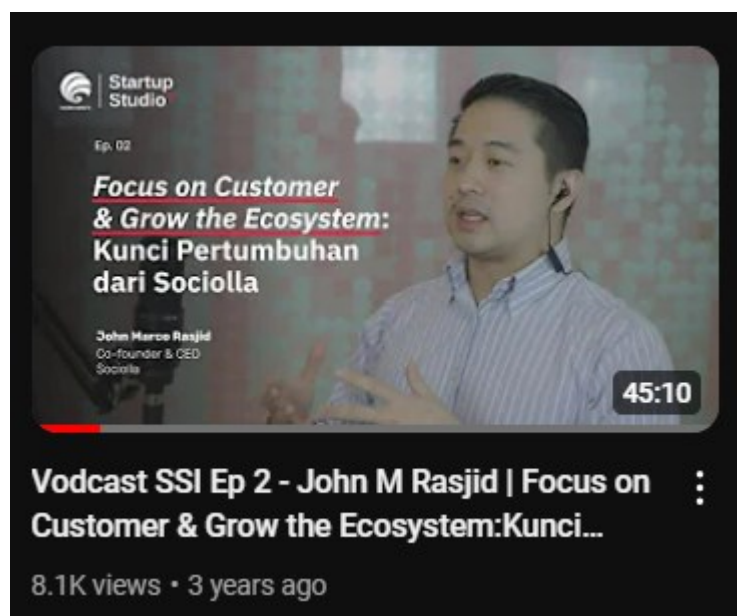 Startup
Studio
Ep. 02
Focus on Customer
& Grow the Ecosystem:
Kunci Pertumbuhan
dari Sociolla
John Marco Rasjid
Co-founder & CEO
Sociolla
45:10
Vodcast SSI Ep 2 - John M Rasjid | Focus on
Customer & Grow the Ecosystem:Kunci...
8.1K views • 3 years ago